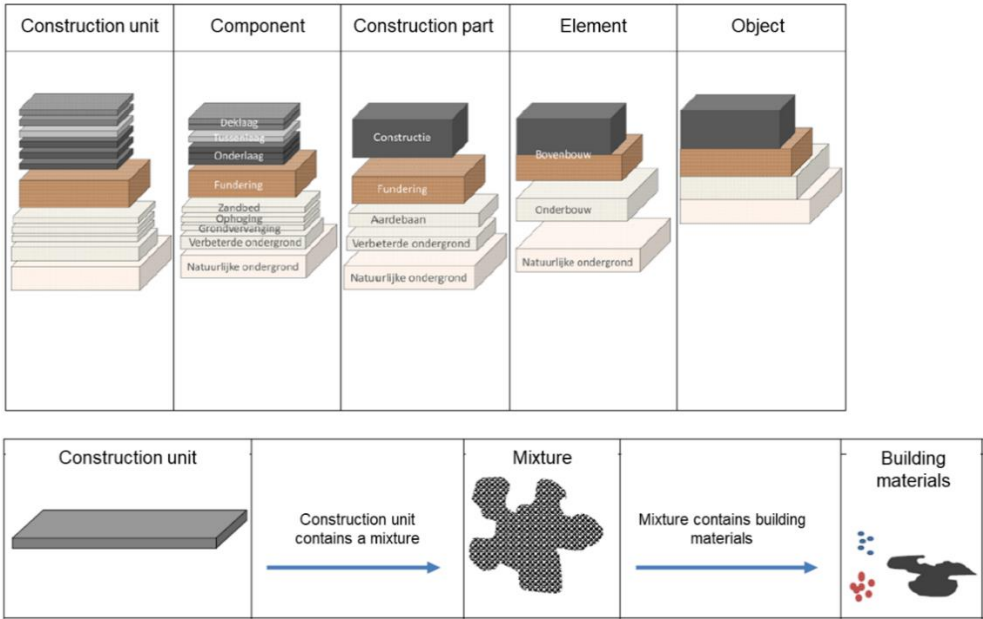 Construction unit
Component
Construction part
Element
Object
Deklaag
Tussenlaag
Onderlaag
Fundering
Zandbed
Ophoging
Grondvervanging
Verbeterde ondergrond
Natuurlijke ondergrond
Constructie
Fundering
Aardebaan
Verbeterde ondergrond
Natuurlijke ondergrond
Bovenbouw
Onderbouw
Natuurlijke ondergrond
Construction unit
Construction unit
contains a mixture
Mixture
Mixture contains building
materials
Building
materials